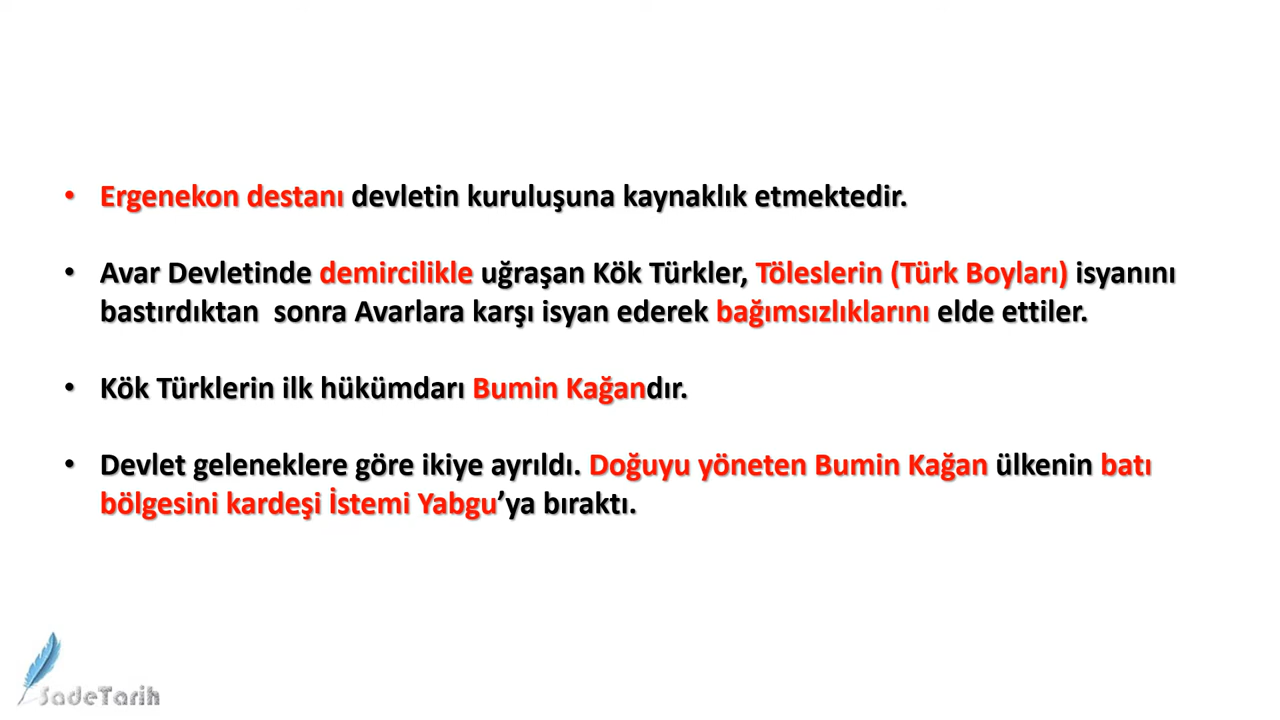 • Ergenekon destanı devletin kuruluşuna kaynaklık etmektedir.
• Avar Devletinde demircilikle uğraşan Kök Türkler, Töleslerin (Türk Boyları) isyanını
bastırdıktan  sonra Avarlara karşı isyan ederek bağımsızlıklarını elde ettiler.
• Kök Türklerin ilk hükümdarı Bumin Kağandır.
• Devlet geleneklere göre ikiye ayrıldı. Doğuyu yöneten Bumin Kağan ülkenin batı
bölgesini kardeşi İstemi Yabgu’ya bıraktı.
SadeTarih